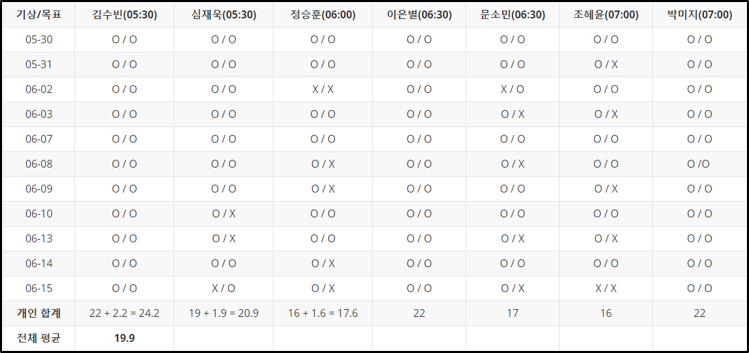 기상/목표 김수빈(05:30) 심재욱(05:30) 정승훈(06:00) 이은별(06:30) 문소민(06:30) 조혜윤(07:00) 박미지(07:00)
05-30 O / O O / O O / O O / O O / O O / O O / O
05-31 O / O O / O O / O O / O O / O O / X O / O
06-02 O / O O / O X / X O / O X / O O / O O / O
06-03 O / O O / O O / O O / O O / X O / X O / O
06-07 O / O O / O O / O O / O O / O O / O O / O
06-08 O / O O / O O / X O / O O / X O / O O /O
06-09 O / O O / O O / X O / O O / O O / X O / O
06-10 O / O O / X O / O O / O O / O O / O O / O
06-13 O / O O / X O / O O / O O / X O / X O / O
06-14 O / O O / O O / X O / O O / O O / O O / O
06-15 O / O X / O O / X O / O O / X X / X O / O
개인 합계 22 + 2.2 = 24.2 19 + 1.9 = 20.9 16 + 1.6 = 17.6 22 17 16 22
전체 평균 19.9